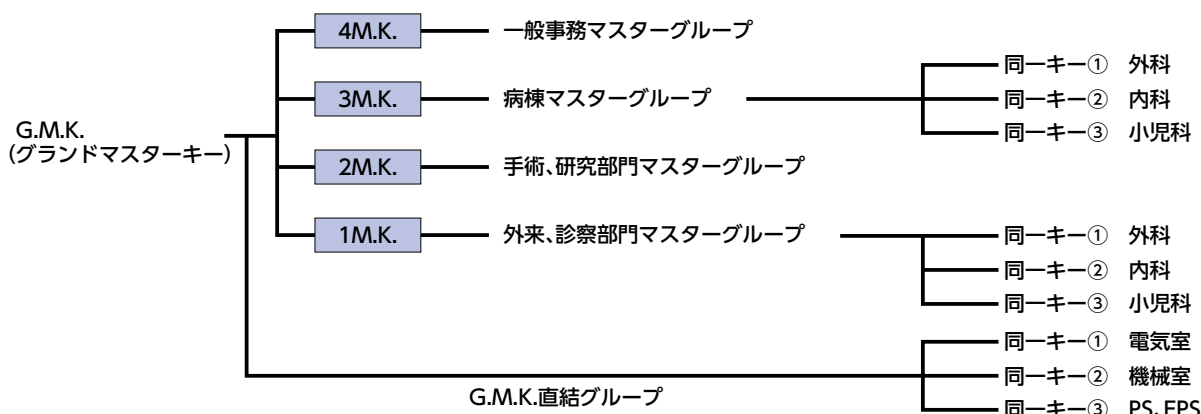 4M.K. 一般事務マスターグループ
同一キー① 外科
3M.K. 病棟マスターグループ 同一キー② 内科
同一キー③ 小児科
G.M.K.
(グランドマスターキー)
2M.K. 手術、研究部門マスターグループ
1M.K. 外来、診察部門マスターグループ 同一キー① 外科
同一キー② 内科
同一キー③ 小児科
同一キー① 電気室
G.M.K.直結グループ 同一キー② 機械室
同一キー③ PS、EPS